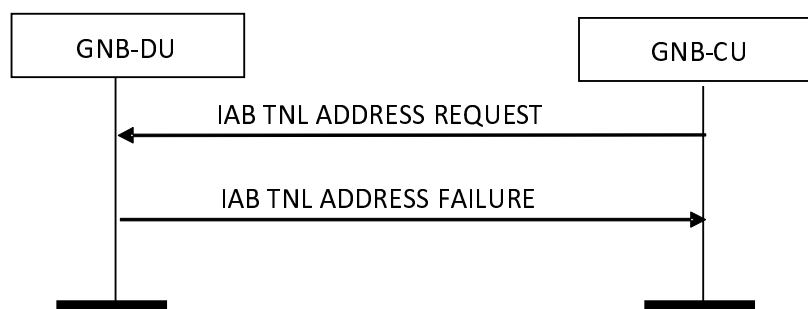 GNB-DU
GNB-CU
IAB TNL ADDRESS REQUEST
IAB TNL ADDRESS FAILURE